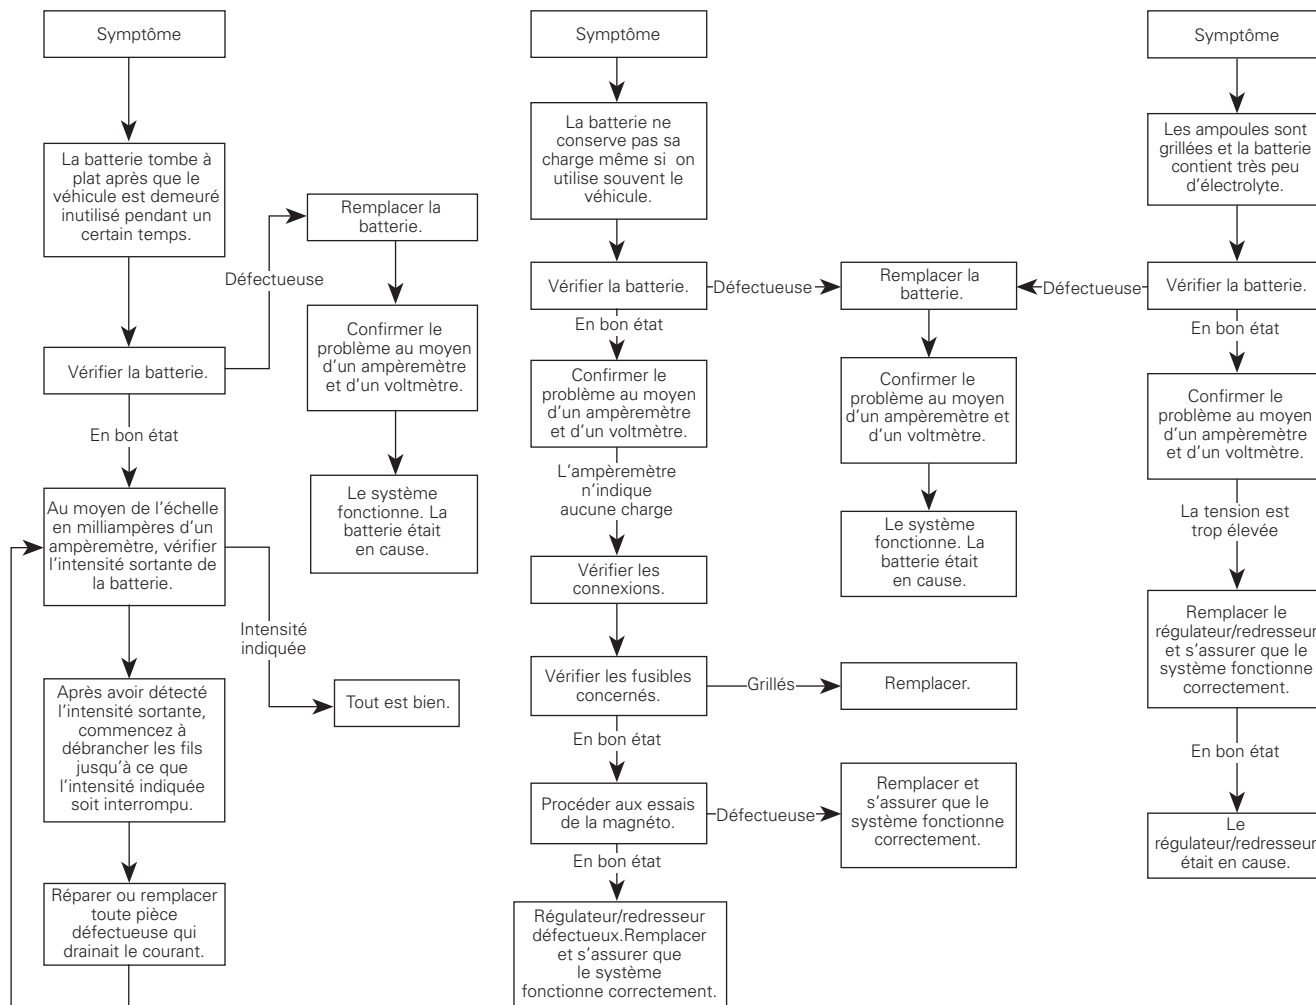 Symptôme
La batterie tombe à
plat après que le
véhicule est demeuré
inutilisé pendant un
certain temps.
Vérifier la batterie.
Défectueuse
Remplacer la
batterie.
Confirmer le
problème au moyen
d'un ampèremètre
et d'un voltmètre.
Le système
fonctionne. La
batterie était
en cause.
En bon état
Au moyen de l'échelle
en milliampères d'un
ampèremètre, vérifier
l'intensité sortante de
la batterie.
Intensité
indiquée
Tout est bien.
Après avoir détecté
l'intensité sortante,
commencez à
débrancher les fils
jusqu'à ce que
l'intensité indiquée
soit interrompu.
Réparer ou remplacer
toute pièce
défectueuse qui
drainait le courant.
Symptôme
La batterie ne
conserve pas sa
charge même si on
utilise souvent le
véhicule.
Vérifier la batterie.
Défectueuse
Remplacer la
batterie.
Confirmer le
problème au moyen
d'un ampèremètre et
d'un voltmètre.
Le système
fonctionne. La
batterie était
en cause.
En bon état
Confirmer le
problème au moyen
d'un ampèremètre
et d'un voltmètre.
L'ampèremètre
n'indique
aucune charge
Vérifier les
connexions.
Vérifier les fusibles
concernés.
Grillés
Remplacer.
En bon état
Procéder aux essais
de la magnéto.
Défectueuse
Remplacer et
s'assurer que le
système fonctionne
correctement.
En bon état
Régulateur/redresseur
défectueux.Remplacer
et s'assurer que
le système
fonctionne correctement.
Symptôme
Les ampoules sont
grillées et la batterie
contient très peu
d'électrolyte.
Vérifier la batterie.
Défectueuse
En bon état
Confirmer le
problème au moyen
d'un ampèremètre
et d'un voltmètre.
La tension est
trop élevée
Remplacer le
régulateur/redresseur
et s'assurer que le
système fonctionne
correctement.
En bon état
Le
régulateur/redresseur
était en cause.